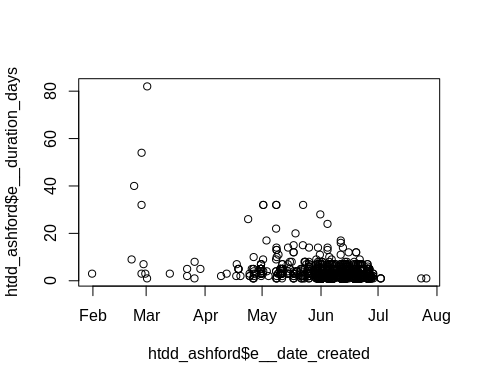 htdd_ashford$e__duration_days
80
60
40
20
0
Feb Mar Apr May Jun Jul Aug
htdd_ashford$e__date_created